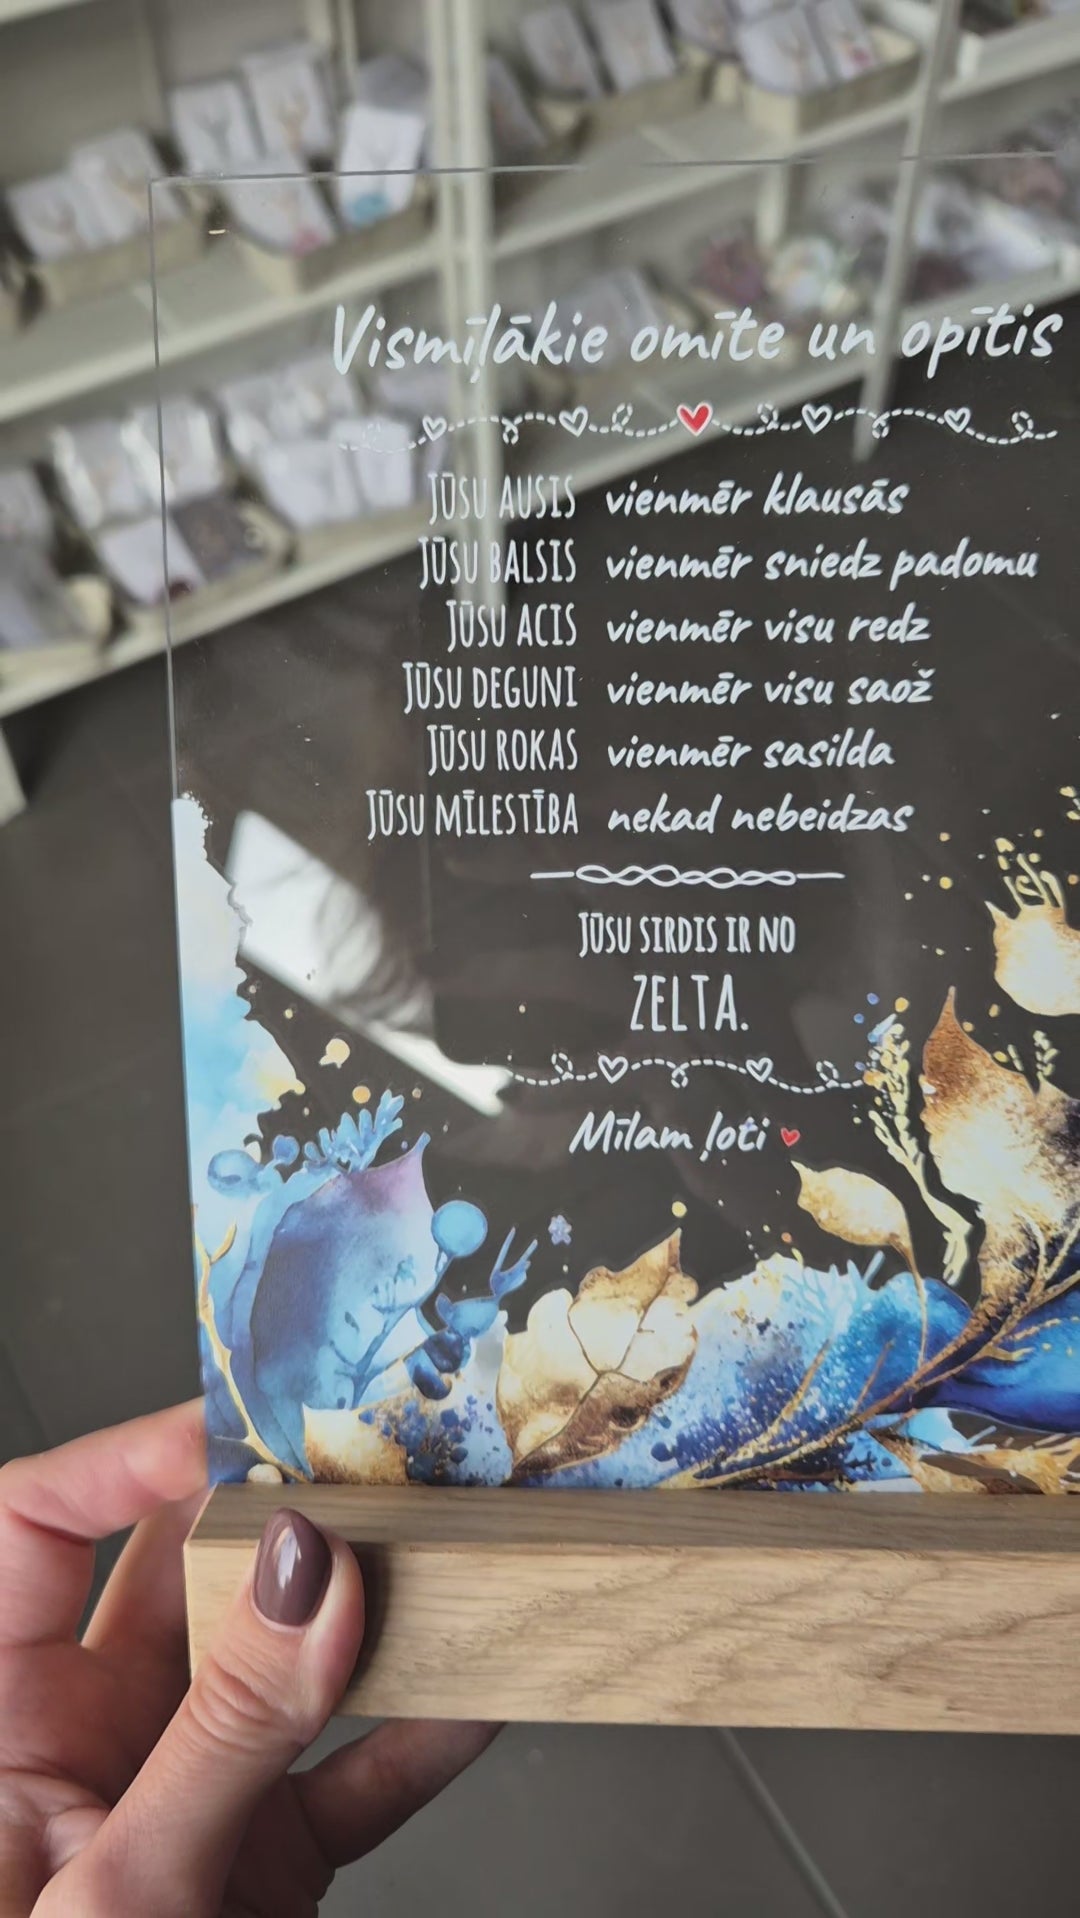 Vismīļākie omīte un opītis
JŪSU AUSIS vienmēr klausās
JŪSU BALSIS vienmēr sniedz padomu
JŪSU ACIS vienmēr visu redz
JŪSU DEGUNI vienmēr visu saož
JŪSU ROKAS vienmēr sasilda
JŪSU MĪLESTĪBA nekad nebeidzas
JŪSU SIRDIS IR NO
ZELTA.
Mīlam ļoti